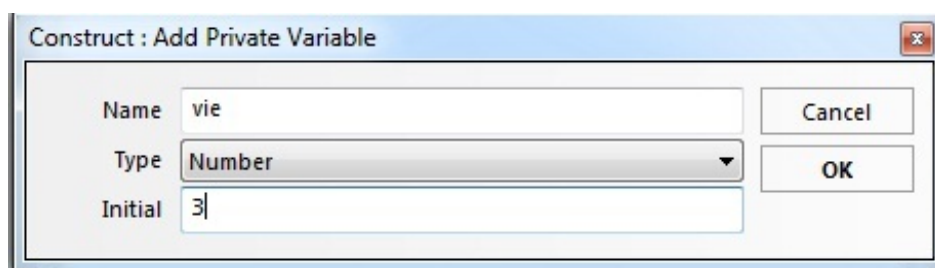 Construct : Add Private Variable
Name vie Cancel
Type Number OK
Initial 3